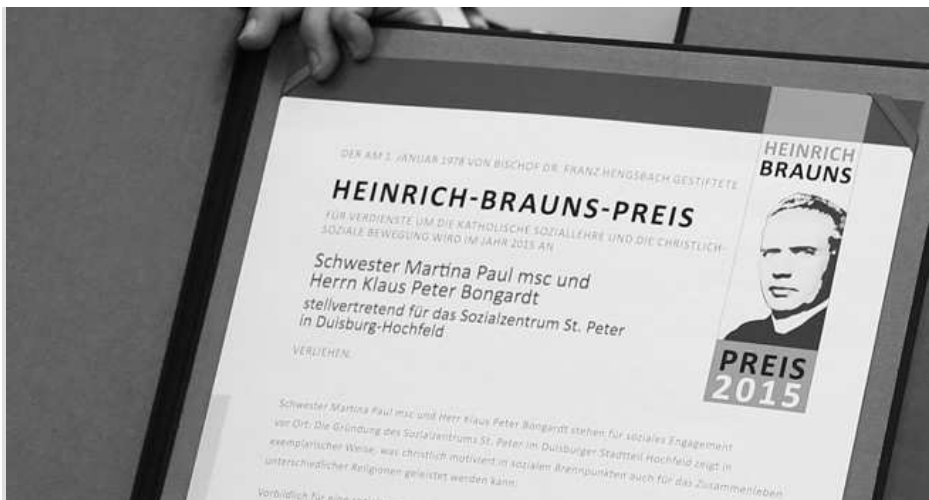 DER AM 1. JANUAR 1978 VON BISCHOF DR. FRANZ HENGSBACH GESTIFTETE
HEINRICH-BRAUNS-PREIS
FÜR VERDIENSTE UM DIE KATHOLISCHE SOZIALLEHRE UND DIE CHRISTLICH-
SOZIALE BEWEGUNG WIRD IM JAHR 2015 AN
Schwester Martina Paul msc und
Herrn Klaus Peter Bongardt
stellvertretend für das Sozialzentrum St. Peter
in Duisburg-Hochfeld
VERLIEHEN.
Schwester Martina Paul msc und Herr Klaus Peter Bongardt stehen für soziales Engagement
vor Ort. Die Gründung des Sozialzentrums St. Peter im Duisburger Stadtteil Hochfeld zeigt in
exemplarischer Weise, was christlich motiviert in sozialen Brennpunkten auch für das Zusammenleben
unterschiedlicher Religionen geleistet werden kann.
Vorbildlich für eine
HEINRICH
BRAUNS
PREIS
2015